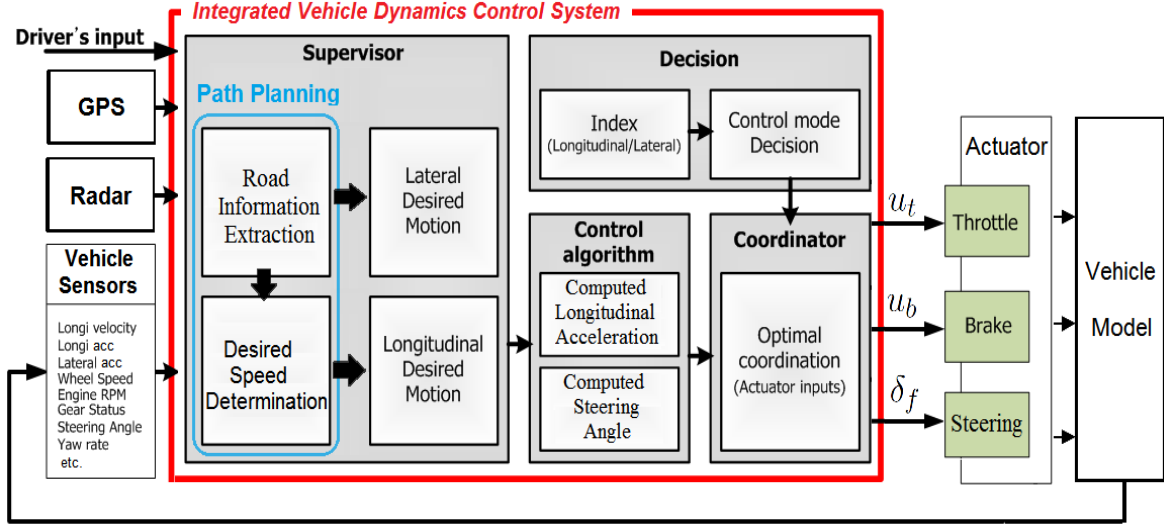 Integrated Vehicle Dynamics Control System
Driver's input
GPS
Radar
Vehicle
Sensors
Longi velocity
Longi acc
Lateral acc
Wheel Speed
Engine RPM
Gear Status
Steering Angle
Yaw rate
etc.
Supervisor
Path Planning
Road
Information
Extraction
Lateral
Desired
Motion
Desired
Speed
Determination
Longitudinal
Desired
Motion
Decision
Index
(Longitudinal/Lateral)
Control mode
Decision
Control
algorithm
Computed
Longitudinal
Acceleration
Computed
Steering
Angle
Coordinator
Optimal
coordination
(Actuator inputs)
u_t
u_b
δ_f
Actuator
Throttle
Brake
Steering
Vehicle
Model